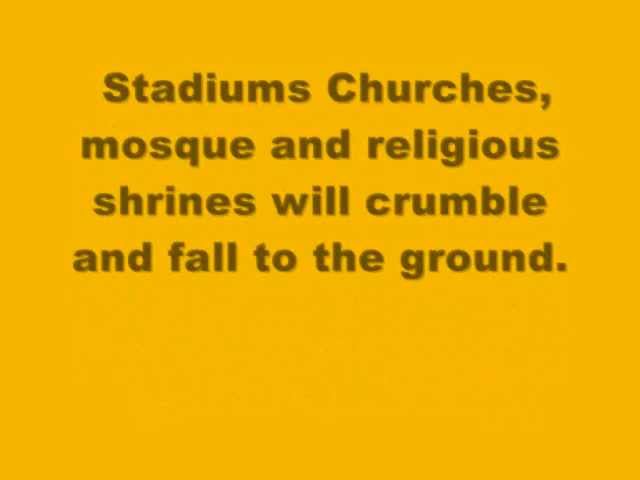 Stadiums Churches,
mosque and religious
shrines will crumble
and fall to the ground.